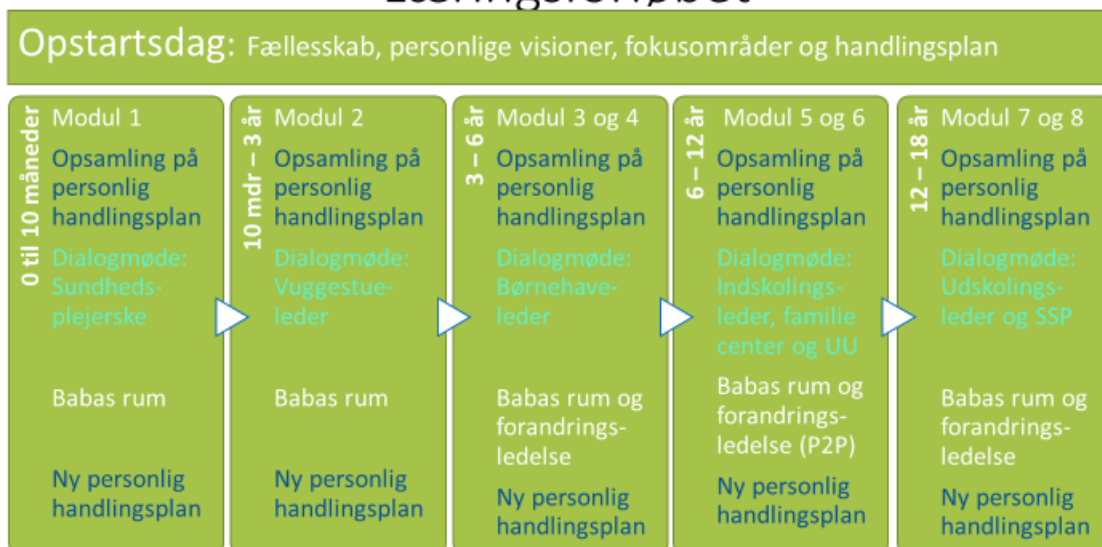 Læringsforløbet
Opstartsdag: Fællesskab, personlige visioner, fokusområder og handlingsplan
0 til 10 måneder
Modul 1
Opsamling på
personlig
handlingsplan
Dialogmøde:
Sundheds-
plejerske
Babas rum
Ny personlig
handlingsplan
10 mdr – 3 år
Modul 2
Opsamling på
personlig
handlingsplan
Dialogmøde:
Vuggestue-
leder
Babas rum
Ny personlig
handlingsplan
3 – 6 år
Modul 3 og 4
Opsamling på
personlig
handlingsplan
Dialogmøde:
Børnehave-
leder
Babas rum og
forandrings-
ledelse
Ny personlig
handlingsplan
6 – 12 år
Modul 5 og 6
Opsamling på
personlig
handlingsplan
Dialogmøde:
Indskolings-
leder, familie
center og UU
Babas rum og
forandrings-
ledelse (P2P)
Ny personlig
handlingsplan
12 – 18 år
Modul 7 og 8
Opsamling på
personlig
handlingsplan
Dialogmøde:
Udskolings-
leder og SSP
Babas rum og
forandrings-
ledelse
Ny personlig
handlingsplan